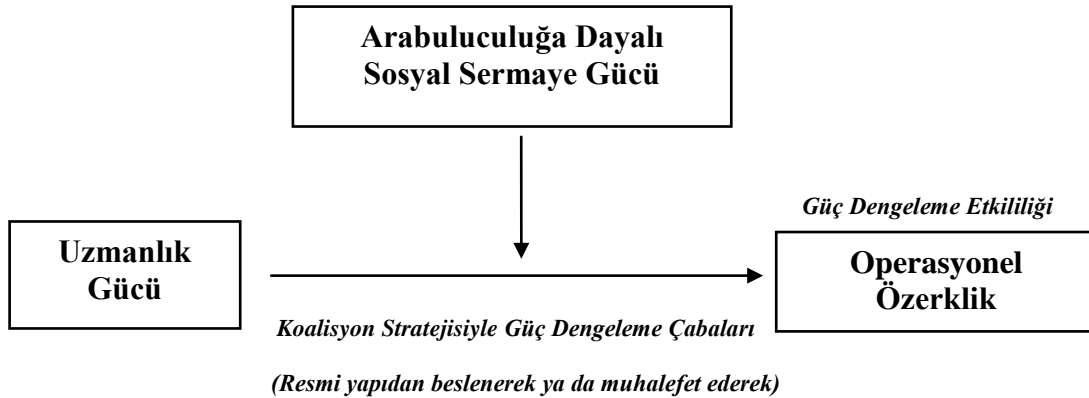 Arabuluculuğa Dayalı
Sosyal Sermaye Gücü
Güç Dengeleme Etkililiği
Uzmanlık
Gücü
Operasyonel
Özerklik
Koalisyon Stratejisiyle Güç Dengeleme Çabaları
(Resmi yapıdan beslenerek ya da muhalefet ederek)